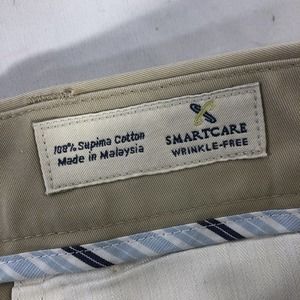 100% Supima Cotton
Made in Malaysia
SMARTCARE
WRINKLE-FREE